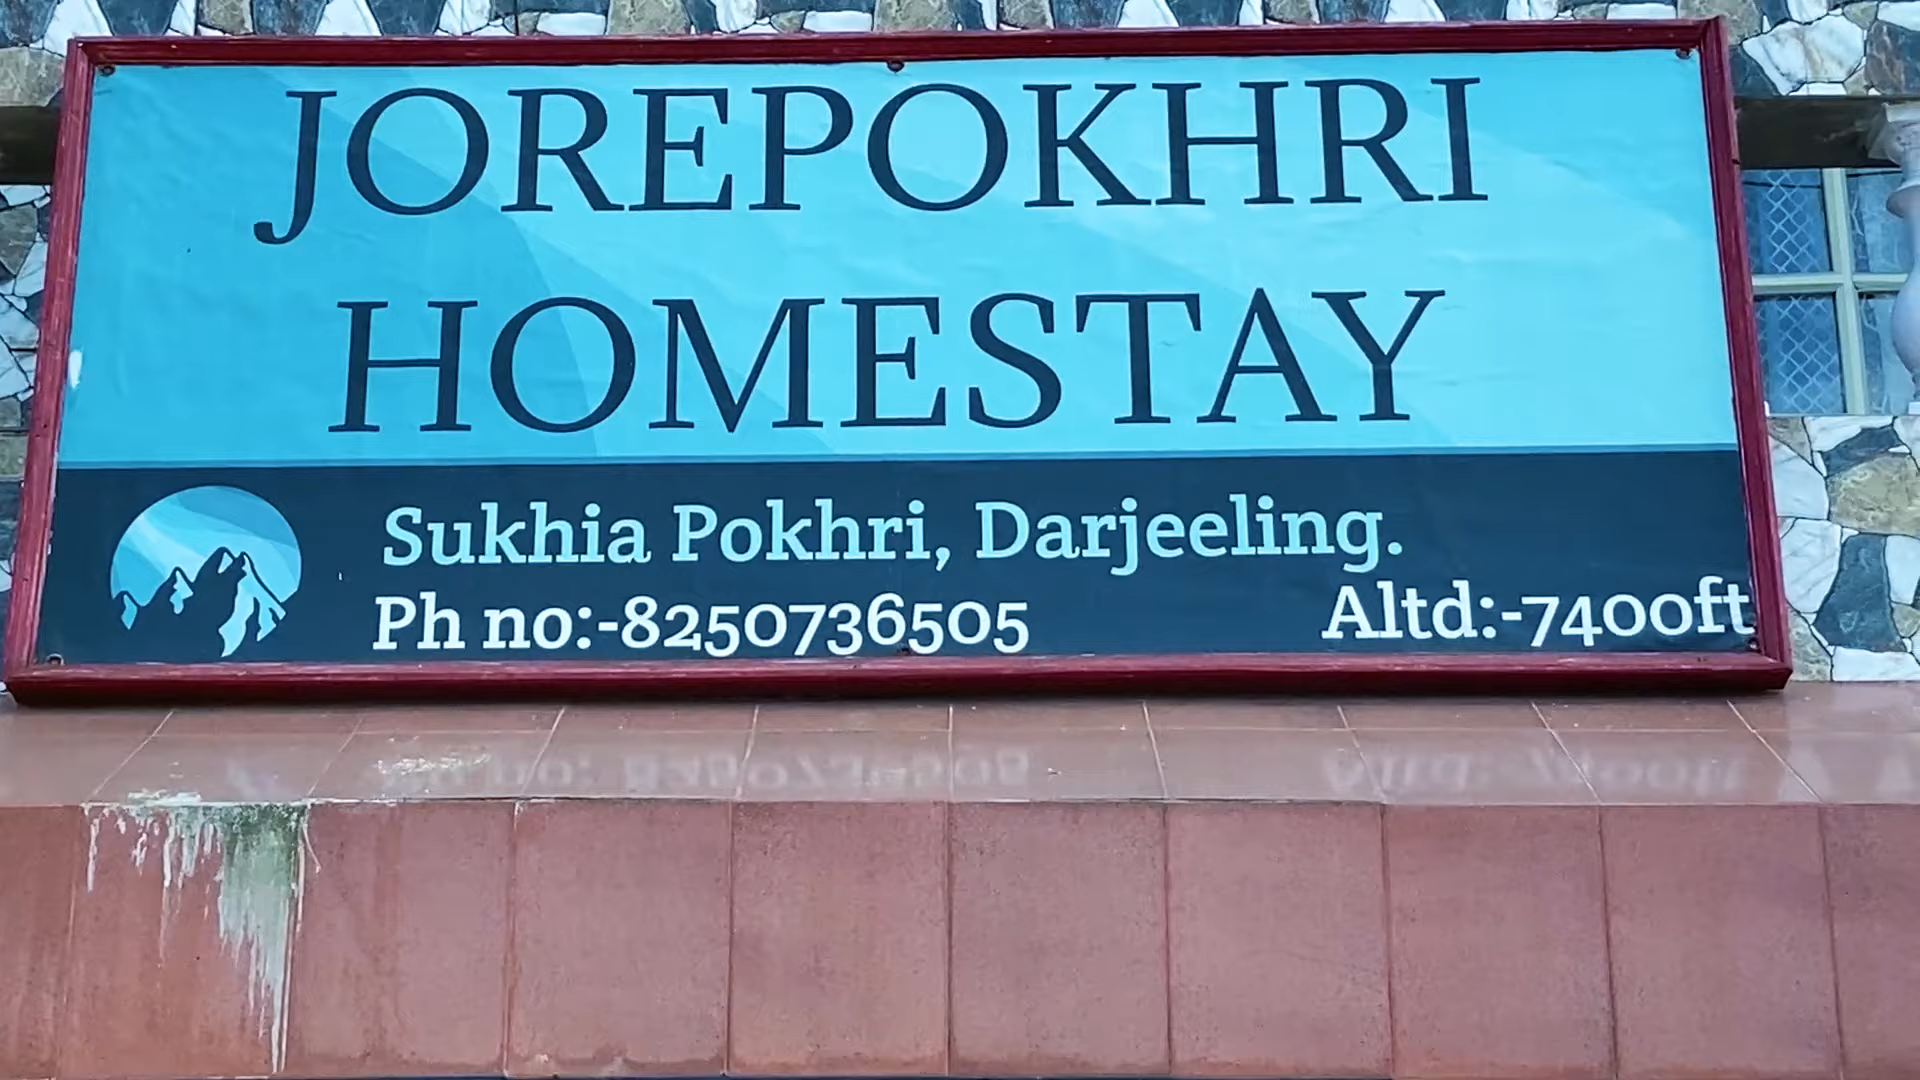 JOREPOKHRI
HOMESTAY
Sukhia Pokhri, Darjeeling.
Ph no:-8250736505
Altd:-7400ft